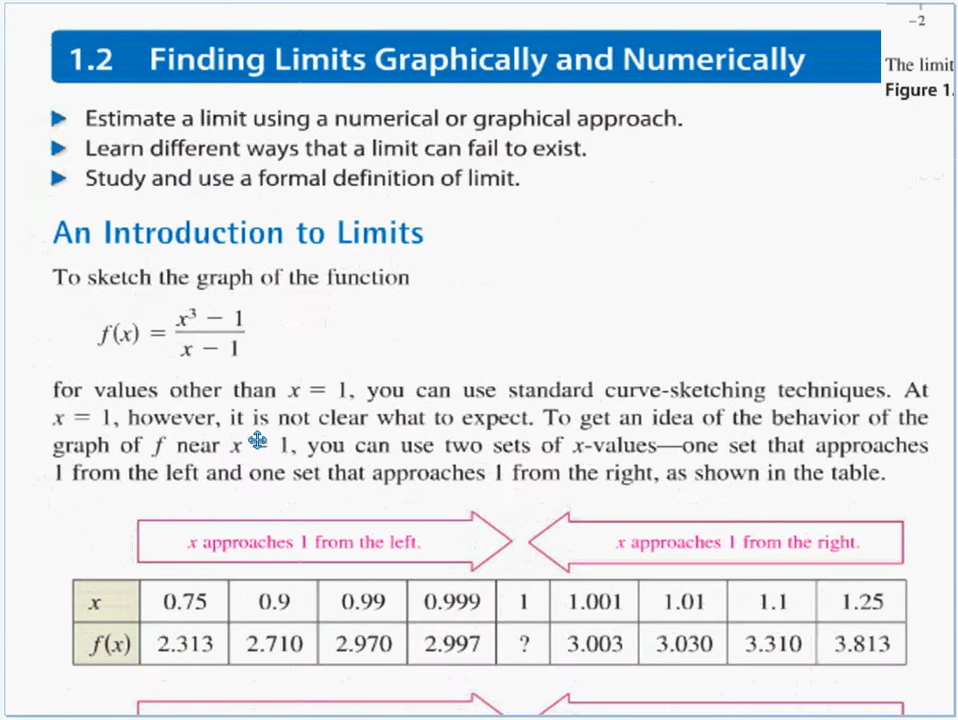 -2
1.2 Finding Limits Graphically and Numerically
The limit
Figure 1.
Estimate a limit using a numerical or graphical approach.
Learn different ways that a limit can fail to exist.
Study and use a formal definition of limit.
An Introduction to Limits
To sketch the graph of the function
f(x) = (x³ − 1)/(x − 1)
for values other than x = 1, you can use standard curve-sketching techniques. At
x = 1, however, it is not clear what to expect. To get an idea of the behavior of the
graph of f near x = 1, you can use two sets of x-values—one set that approaches
1 from the left and one set that approaches 1 from the right, as shown in the table.
x approaches 1 from the left. x approaches 1 from the right.
x 0.75 0.9 0.99 0.999 1 1.001 1.01 1.1 1.25
f(x) 2.313 2.710 2.970 2.997 ? 3.003 3.030 3.310 3.813